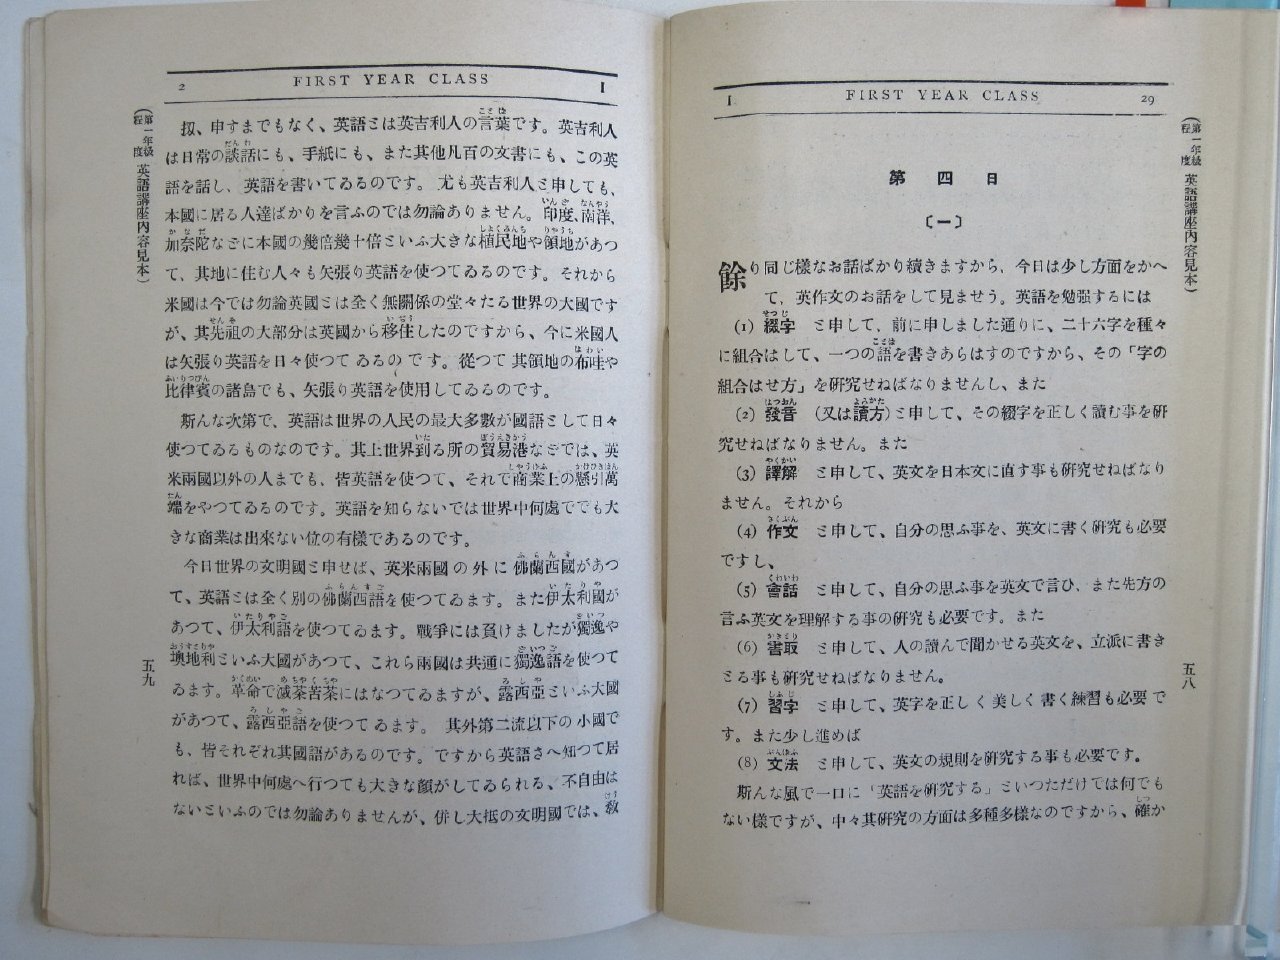 2 FIRST YEAR CLASS I
扨、申すまでもなく、英語とは英吉利人の言葉です。英吉利人
は日常の談話にも、手紙にも、また其他凡百の文書にも、この英
語を話し、英語を書いてゐるのです。尤も英吉利人と申しても、
本國に居る人達ばかりを言ふのでは勿論ありません。印度、南洋、
加奈陀などに本國の幾倍幾十倍といふ大きな植民地や領地があつ
て、其地に住む人々も矢張り英語を使つてゐるのです。それから
米國は今では勿論英國とは全く無關係の堂々たる世界の大國です
が、其先祖の大部分は英國から移住したのですから、今に米國人
は矢張り英語を日々使つてゐるのです。從つて其領地の布哇や
比律賓の諸島でも、矢張り英語を使用してゐるのです。
斯んな次第で、英語は世界の人民の最大多數が國語として日々
使つてゐるものなのです。其上世界到る所の貿易港などでは、英
米兩國以外の人までも、皆英語を使つて、それで商業上の懸引萬
端をやつてゐるのです。英語を知らないでは世界中何處ででも大
きな商業は出來ない位の有樣であるのです。
今日世界の文明國と申せば、英米兩國の外に佛蘭西國があつ
て、英語とは全く別の佛蘭西語を使つてゐます。また伊太利國が
あつて、伊太利語を使つてゐます。戰爭には負けましたが獨逸や
墺地利といふ大國があつて、これら兩國は共通に獨逸語を使つて
ゐます。革命で滅茶苦茶にはなつてゐますが、露西亞といふ大國
があつて、露西亞語を使つてゐます。其外第二流以下の小國で
も、皆それぞれ其國語があるのです。ですから英語さへ知つて居
れば、世界中何處へ行つても大きな顔がしてゐられる、不自由は
ないといふのでは勿論ありませんが、併し大抵の文明國では、敎
(第一年級程度 英語講座內容見本)
五九
I FIRST YEAR CLASS 29
第四日
〔一〕
餘り同じ樣なお話ばかり續きますから、今日は少し方面をかへ
て、英作文のお話をして見ませう。英語を勉强するには
(1) 綴字 と申して、前に申しました通りに、二十六字を種々
に組合はして、一つの語を書きあらはすのですから、その「字の
組合はせ方」を硏究せねばなりませんし、また
(2) 發音 (又は讀方)と申して、その綴字を正しく讀む事を硏
究せねばなりません。また
(3) 譯解 と申して、英文を日本文に直す事も硏究せねばなり
ません。それから
(4) 作文 と申して、自分の思ふ事を、英文に書く硏究も必要
ですし、
(5) 會話 と申して、自分の思ふ事を英文で言ひ、また先方の
言ふ英文を理解する事の硏究も必要です。また
(6) 書取 と申して、人の讀んで聞かせる英文を、立派に書き
とる事も硏究せねばなりません。
(7) 習字 と申して、英字を正しく美しく書く練習も必要で
す。また少し進めば
(8) 文法 と申して、英文の規則を硏究する事も必要です。
斯んな風で一口に「英語を硏究する」といつただけでは何でも
ない樣ですが、中々其硏究の方面は多種多樣なのですから、確か
(第一年級程度 英語講座內容見本)
五八